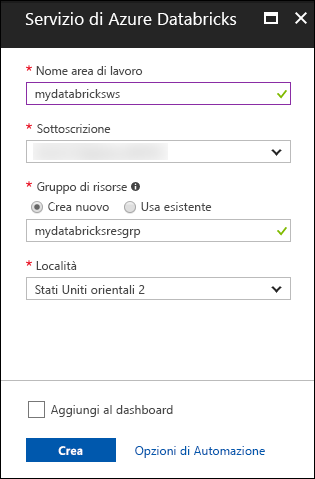 Servizio di Azure Databricks
* Nome area di lavoro
mydatabricksws
* Sottoscrizione
* Gruppo di risorse
Crea nuovo Usa esistente
mydatabricksresgrp
* Località
Stati Uniti orientali 2
Aggiungi al dashboard
Crea Opzioni di Automazione